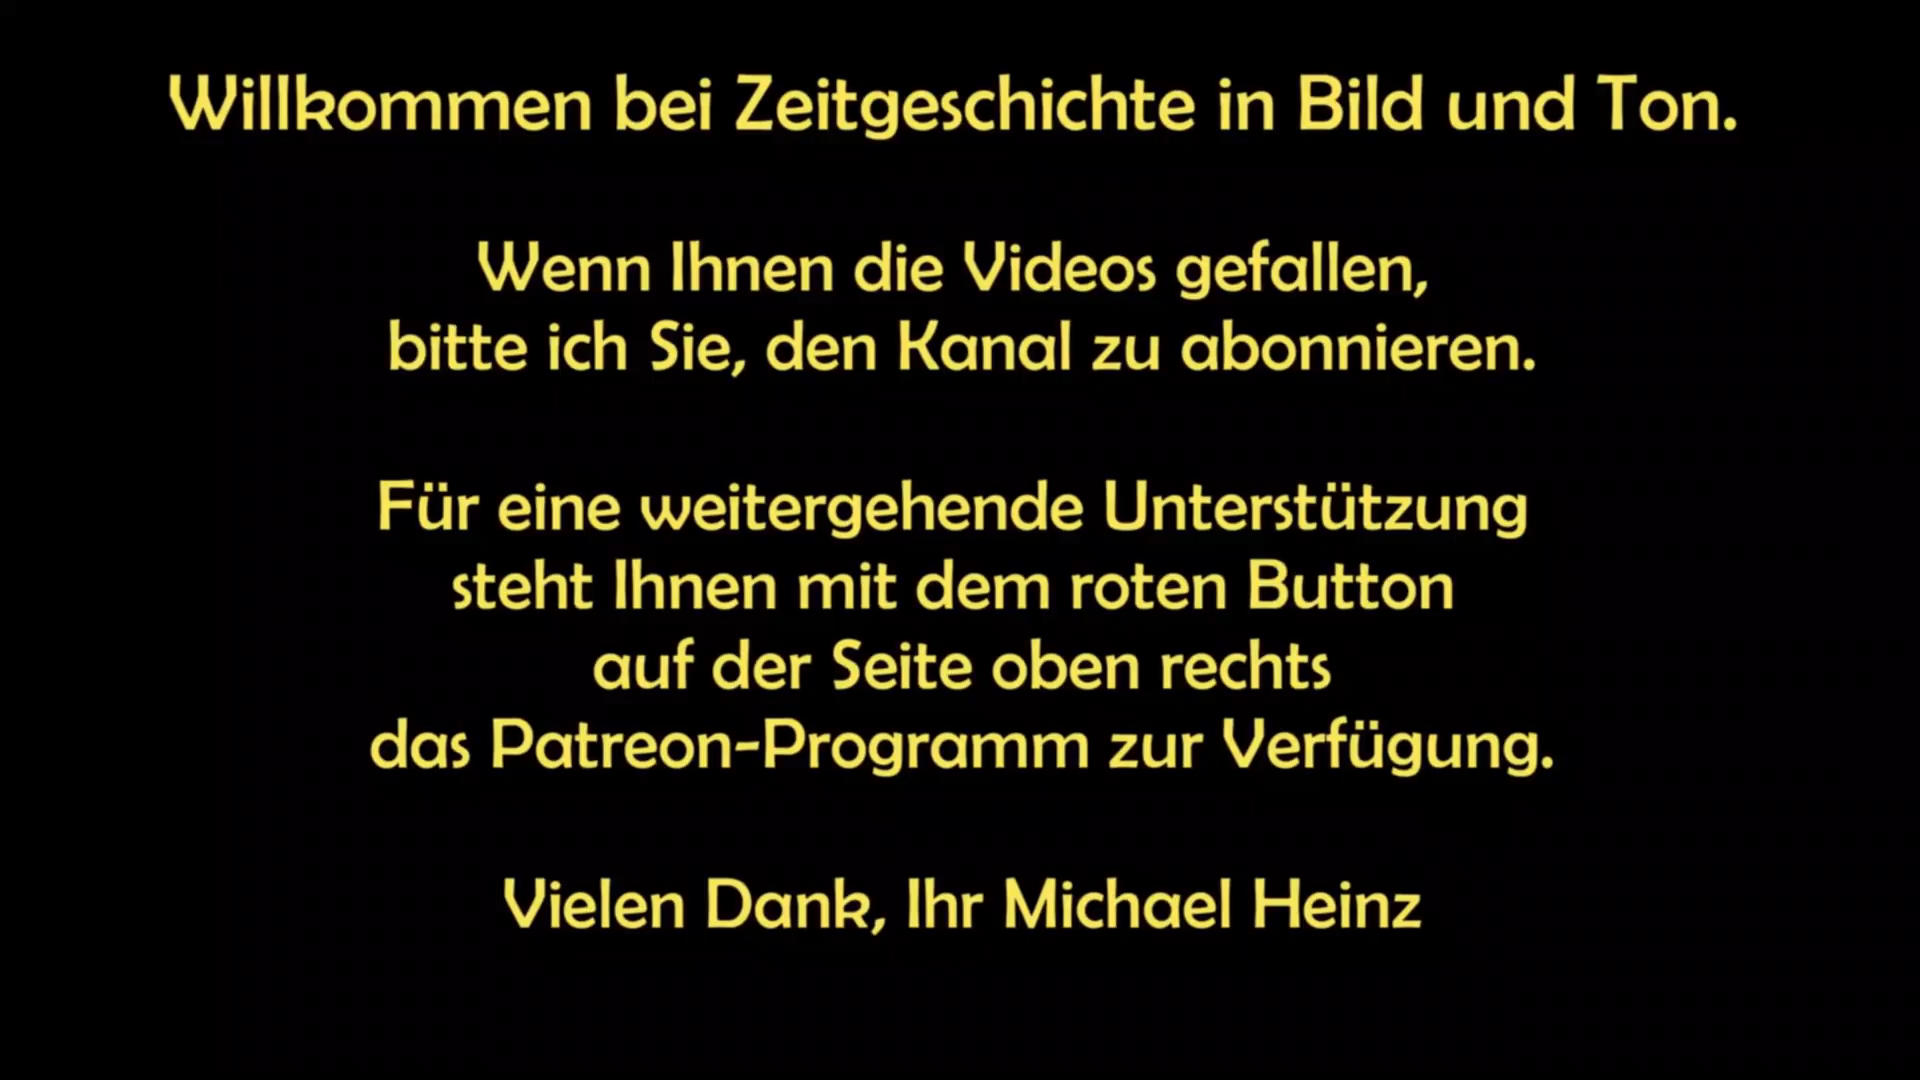 Willkommen bei Zeitgeschichte in Bild und Ton.
Wenn Ihnen die Videos gefallen,
bitte ich Sie, den Kanal zu abonnieren.
Für eine weitergehende Unterstützung
steht Ihnen mit dem roten Button
auf der Seite oben rechts
das Patreon-Programm zur Verfügung.
Vielen Dank, Ihr Michael Heinz